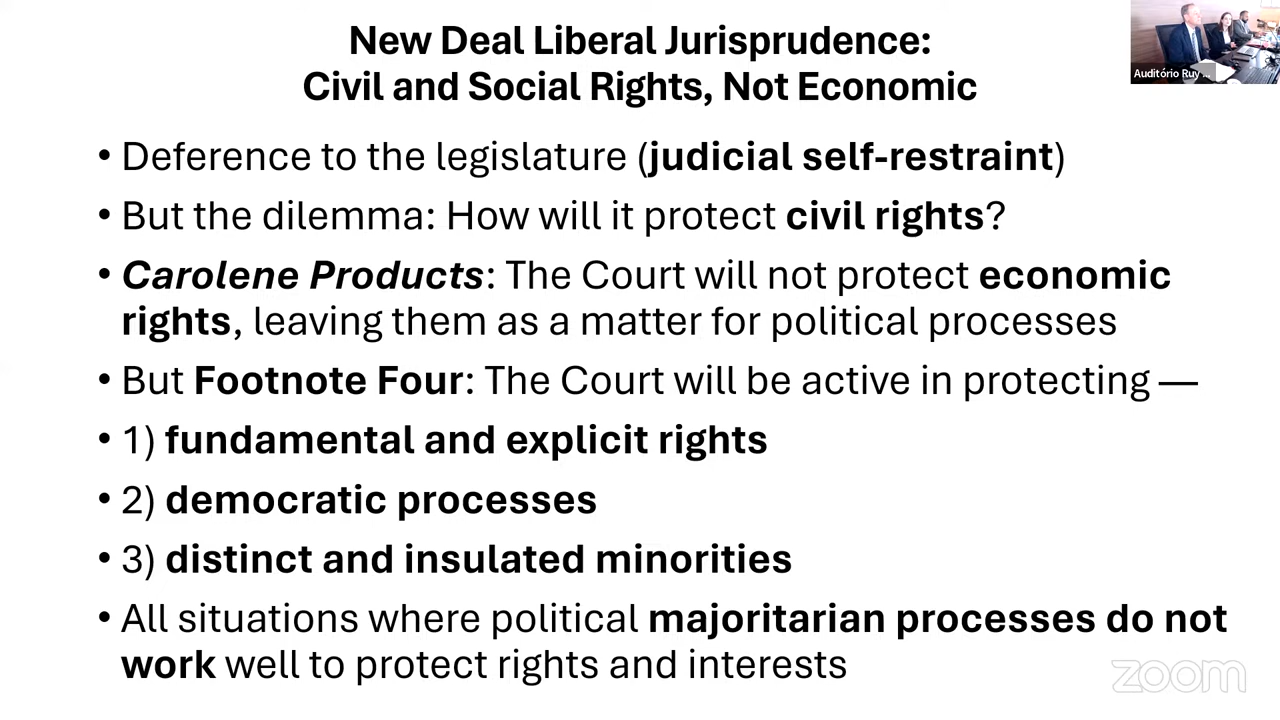 New Deal Liberal Jurisprudence:
Civil and Social Rights, Not Economic
Auditório Ruy ...
• Deference to the legislature (judicial self-restraint)
• But the dilemma: How will it protect civil rights?
• Carolene Products: The Court will not protect economic
rights, leaving them as a matter for political processes
• But Footnote Four: The Court will be active in protecting —
• 1) fundamental and explicit rights
• 2) democratic processes
• 3) distinct and insulated minorities
• All situations where political majoritarian processes do not
work well to protect rights and interests
zoom